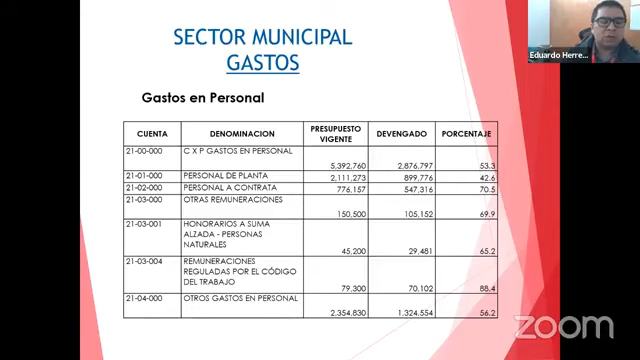 SECTOR MUNICIPAL
GASTOS
Eduardo Herre...
Gastos en Personal
CUENTA DENOMINACION PRESUPUESTO VIGENTE DEVENGADO PORCENTAJE
21-00-000 C X P GASTOS EN PERSONAL 5,392,760 2,876,797 53.3
21-01-000 PERSONAL DE PLANTA 2,111,273 899,776 42.6
21-02-000 PERSONAL A CONTRATA 776,157 547,316 70.5
21-03-000 OTRAS REMUNERACIONES 150,500 105,152 69.9
21-03-001 HONORARIOS A SUMA
ALZADA - PERSONAS
NATURALES 45,200 29,481 65.2
21-03-004 REMUNERACIONES
REGULADAS POR EL CÓDIGO
DEL TRABAJO 79,300 70,102 88.4
21-04-000 OTROS GASTOS EN PERSONAL 2.354,830 1,324,554 56.2
zoom